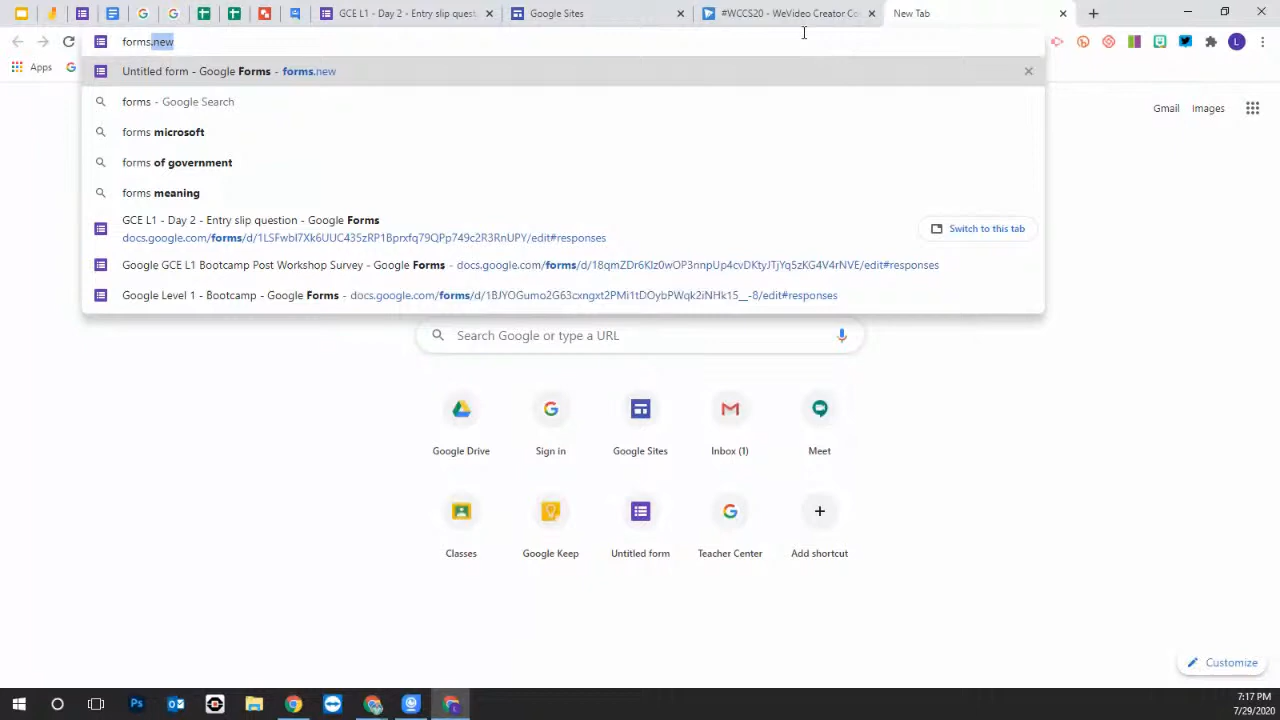 GCE L1 - Day 2 - Entry slip quest
Google Sites
#WCCS20 - WeVideo Creator Co
New Tab
forms.new
Apps
L
Untitled form - Google Forms - forms.new
forms - Google Search
forms microsoft
forms of government
forms meaning
GCE L1 - Day 2 - Entry slip question - Google Forms
docs.google.com/forms/d/1LSFwbI7Xk6UUC435zRP1Bprxfq79QPp749c2R3RnUPY/edit#responses
Switch to this tab
Google GCE L1 Bootcamp Post Workshop Survey - Google Forms - docs.google.com/forms/d/18qmZDr6KIz0wOP3nnpUp4cvDKtyJTjYq5zKG4V4rNVE/edit#responses
Google Level 1 - Bootcamp - Google Forms - docs.google.com/forms/d/1BJYOGumo2G63cxngxt2PMi1tDOybPWqk2iNHk15__-8/edit#responses
Gmail
Images
Search Google or type a URL
Google Drive
Sign in
Google Sites
Inbox (1)
Meet
Classes
Google Keep
Untitled form
Teacher Center
Add shortcut
Customize
7:17 PM
7/29/2020